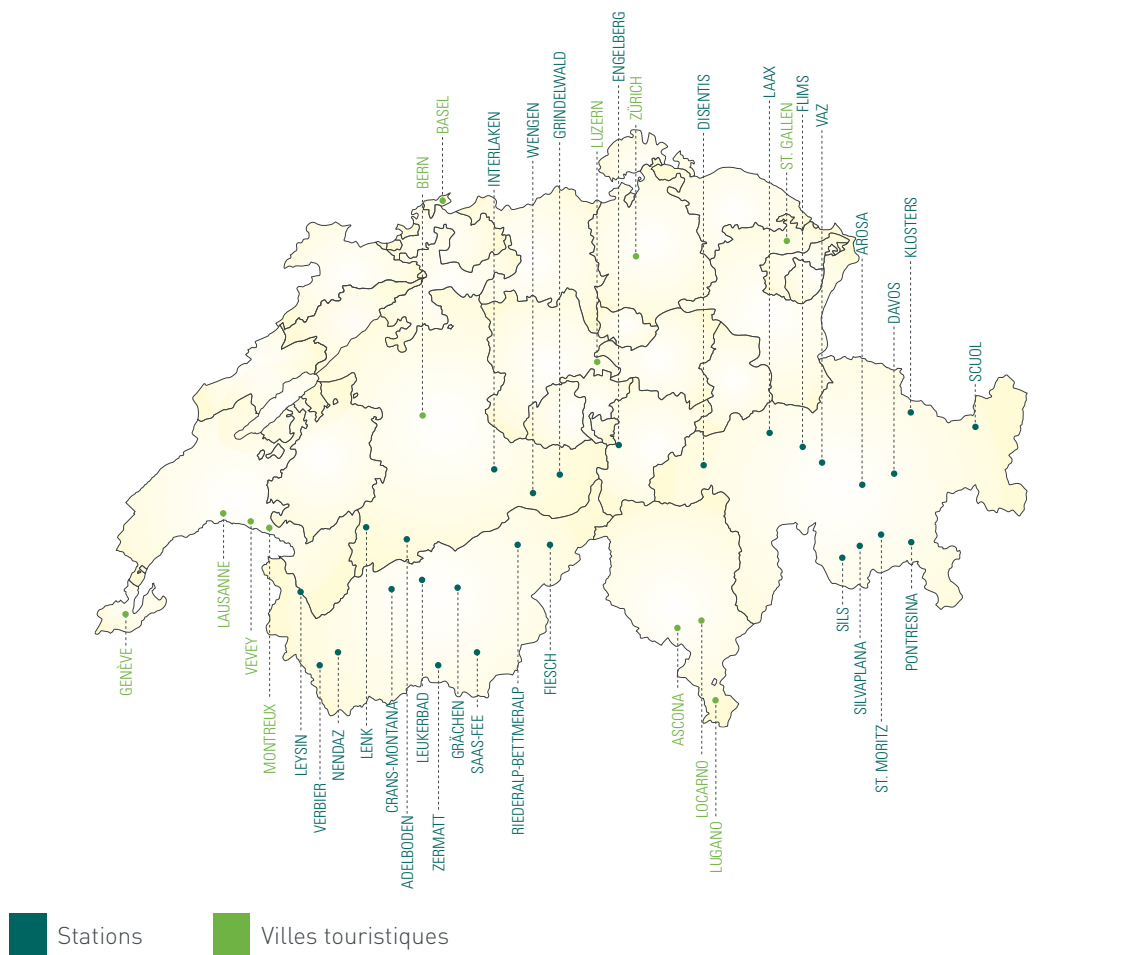 BERN
BASEL
INTERLAKEN
WENGEN
GRINDELWALD
LUZERN
ENGELBERG
ZÜRICH
DISENTIS
LAAX
ST. GALLEN
FLIMS
VAZ
AROSA
DAVOS
KLOSTERS
SCUOL
GENÈVE
LAUSANNE
VEVEY
MONTREUX
LEYSIN
VERBIER
NENDAZ
LENK
CRANS-MONTANA
ADELBODEN
LEUKERBAD
ZERMATT
GRÄCHEN
SAAS-FEE
RIEDERALP-BETTMERALP
FIESCH
ASCONA
LOCARNO
LUGANO
SILS
SILVAPLANA
ST. MORITZ
PONTRESINA
Stations
Villes touristiques